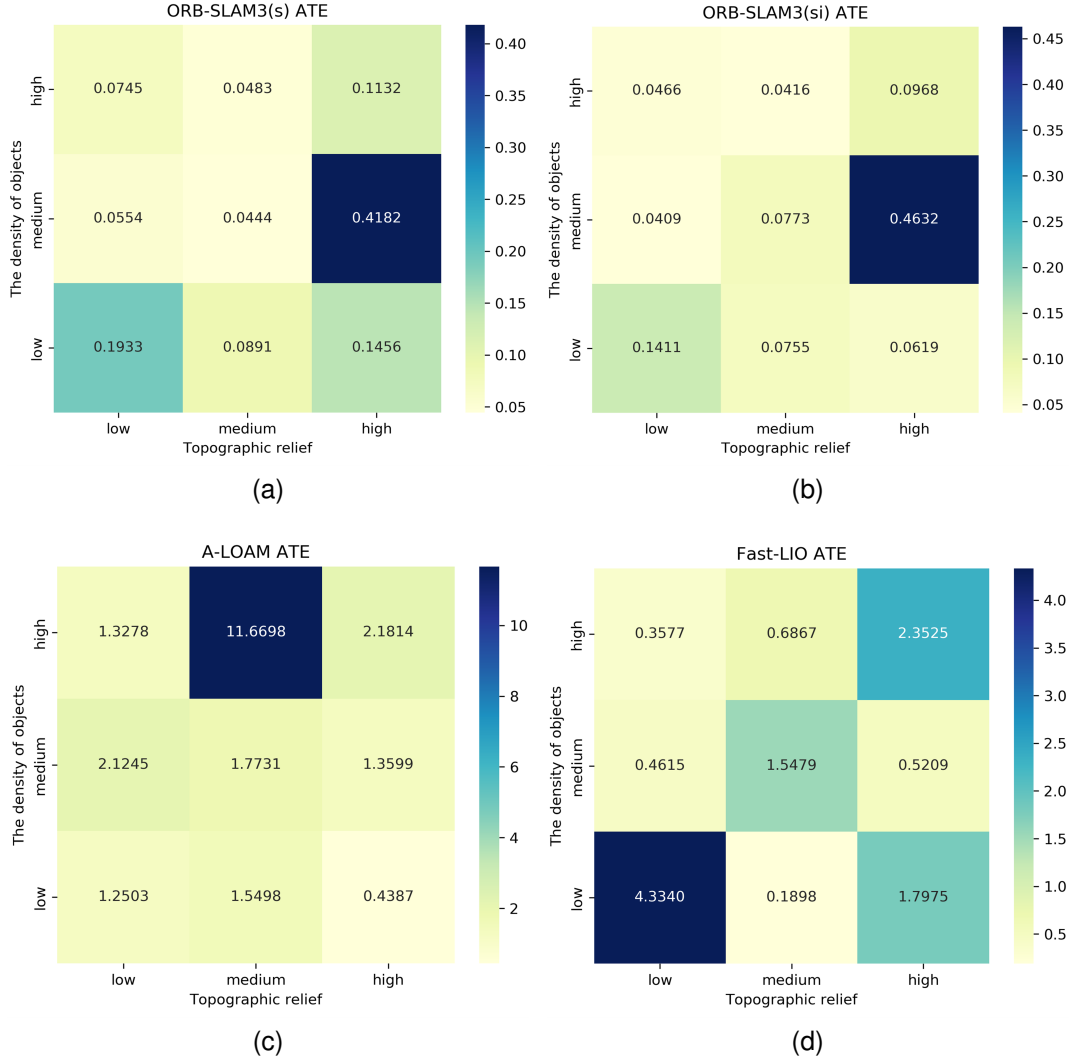 ORB-SLAM3(s) ATE
The density of objects
high
0.0745 0.0483 0.1132
medium
0.0554 0.0444 0.4182
low
0.1933 0.0891 0.1456
low medium high
Topographic relief
0.40
0.35
0.30
0.25
0.20
0.15
0.10
0.05
(a)
ORB-SLAM3(si) ATE
The density of objects
high
0.0466 0.0416 0.0968
medium
0.0409 0.0773 0.4632
low
0.1411 0.0755 0.0619
low medium high
Topographic relief
0.45
0.40
0.35
0.30
0.25
0.20
0.15
0.10
0.05
(b)
A-LOAM ATE
The density of objects
high
1.3278 11.6698 2.1814
medium
2.1245 1.7731 1.3599
low
1.2503 1.5498 0.4387
low medium high
Topographic relief
10
8
6
4
2
(c)
Fast-LIO ATE
The density of objects
high
0.3577 0.6867 2.3525
medium
0.4615 1.5479 0.5209
low
4.3340 0.1898 1.7975
low medium high
Topographic relief
4.0
3.5
3.0
2.5
2.0
1.5
1.0
0.5
(d)